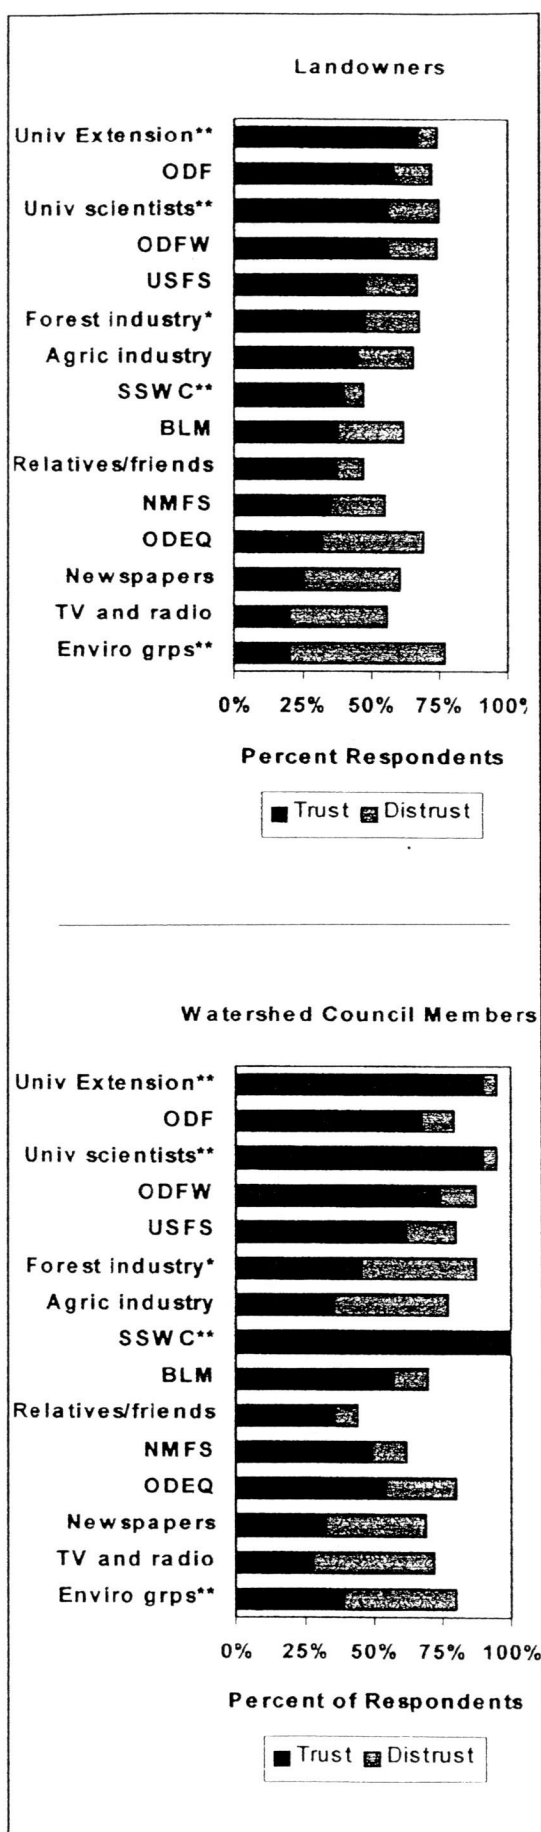 Landowners
Univ Extension**
ODF
Univ scientists**
ODFW
USFS
Forest industry*
Agric industry
SSWC**
BLM
Relatives/friends
NMFS
ODEQ
Newspapers
TV and radio
Enviro grps**
0% 25% 50% 75% 100%
Percent Respondents
Trust Distrust
Watershed Council Members
Univ Extension**
ODF
Univ scientists**
ODFW
USFS
Forest industry*
Agric industry
SSWC**
BLM
Relatives/friends
NMFS
ODEQ
Newspapers
TV and radio
Enviro grps**
0% 25% 50% 75% 100%
Percent of Respondents
Trust Distrust